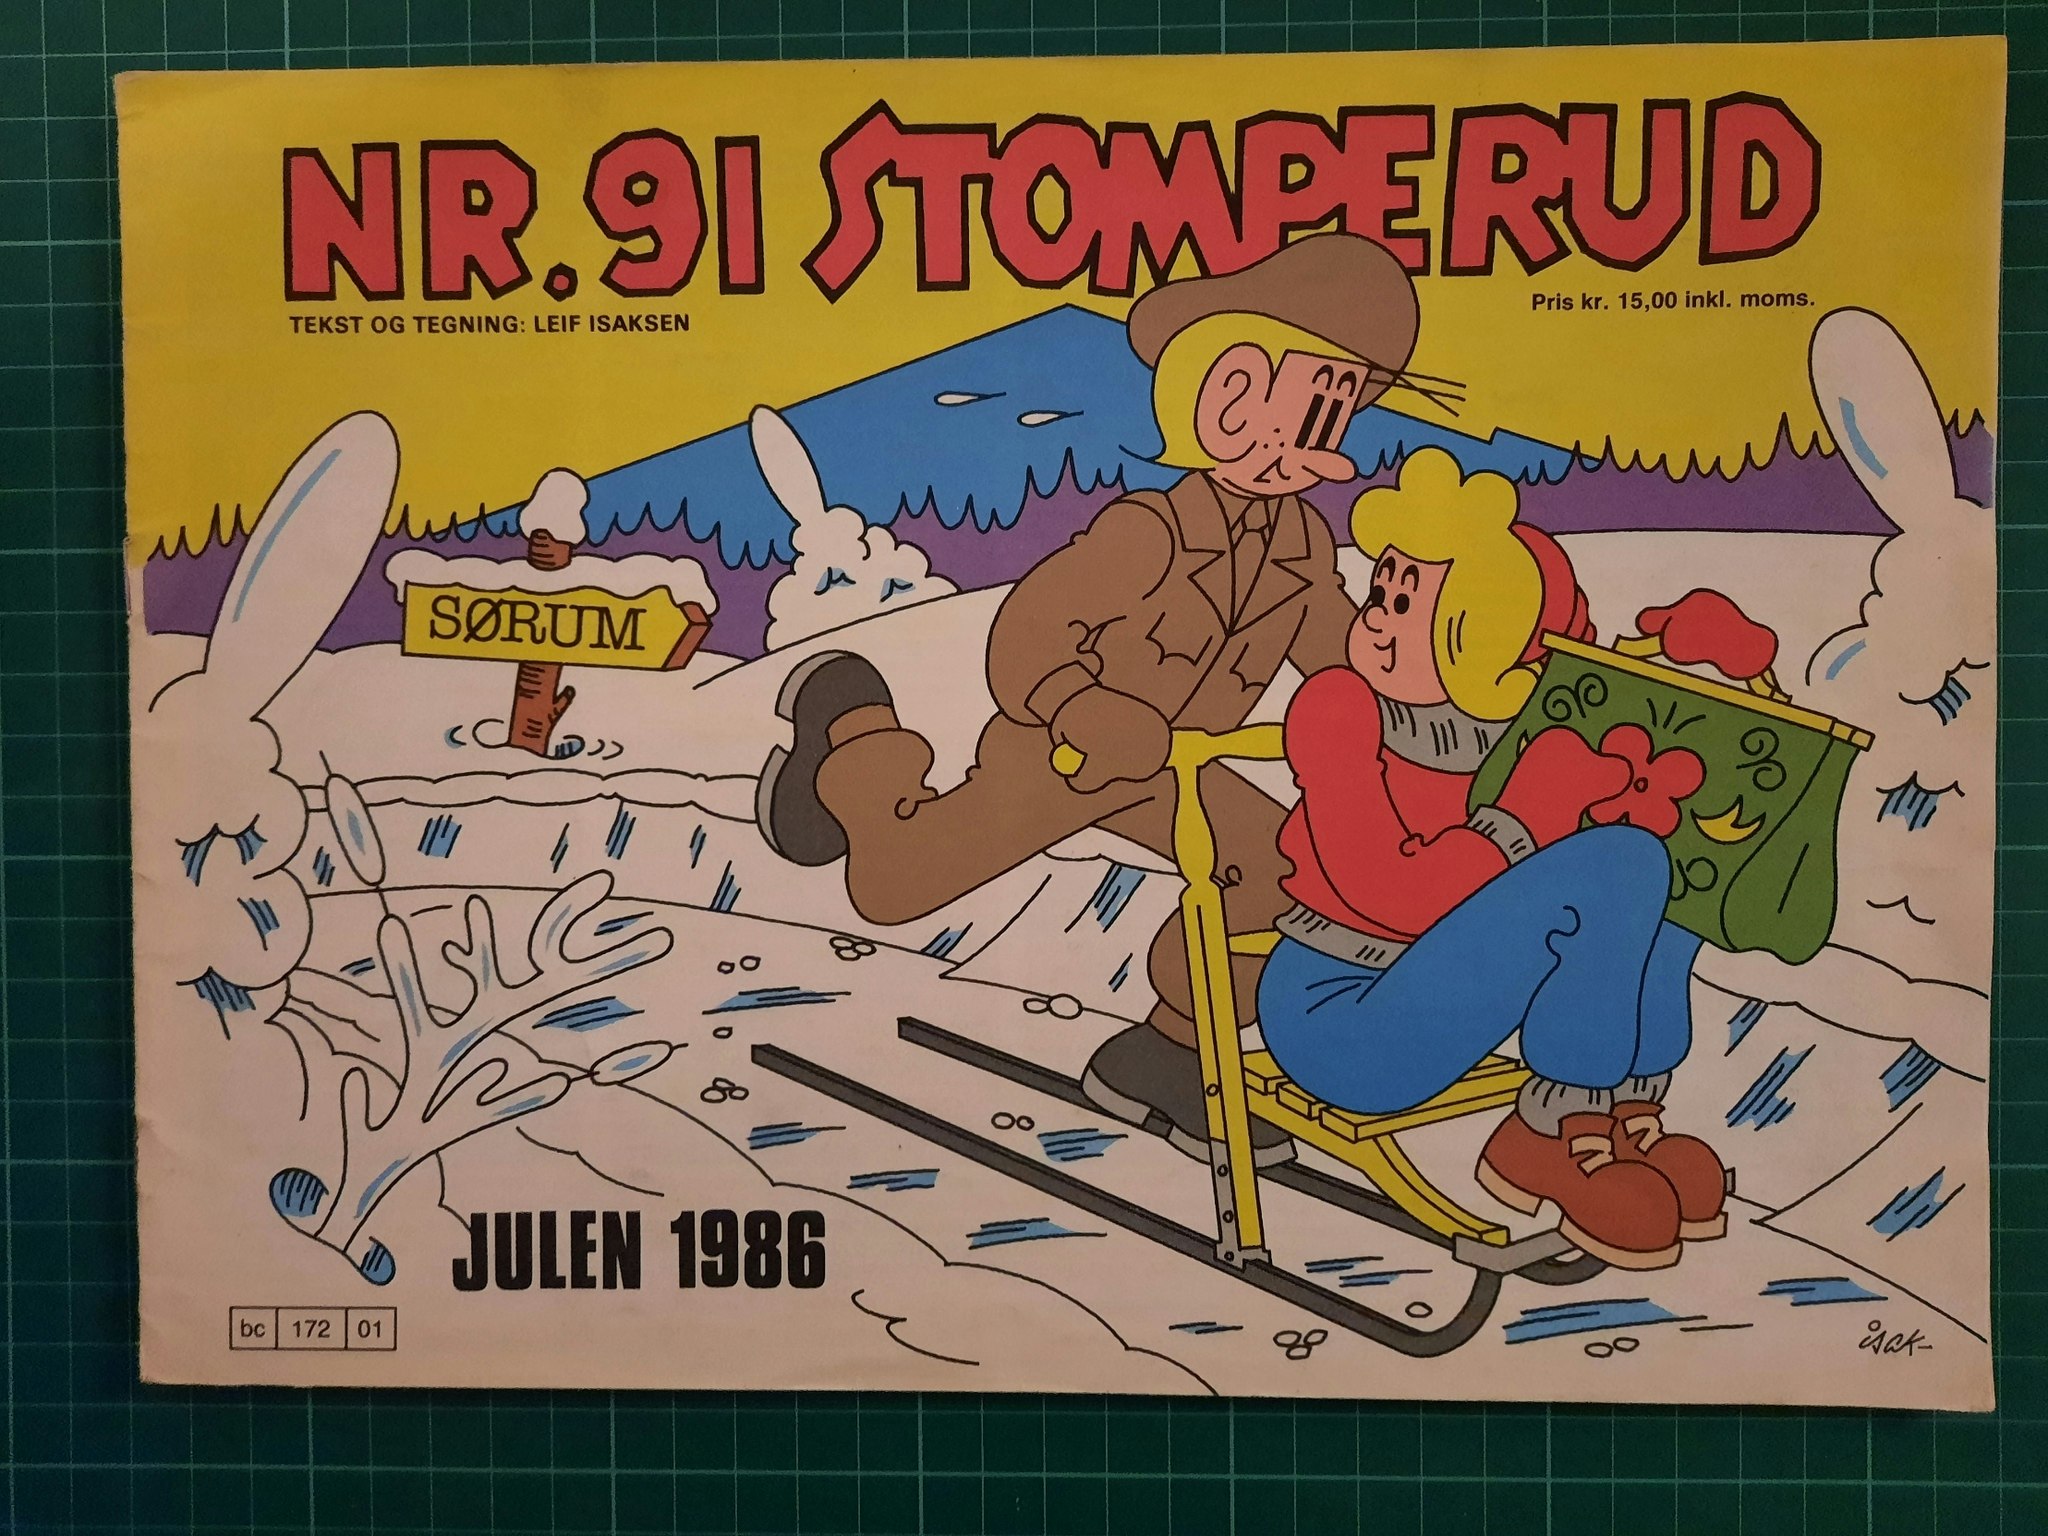 NR. 91 STOMPERUD
TEKST OG TEGNING: LEIF ISAKSEN
Pris kr. 15,00 inkl. moms.
SØRUM
JULEN 1986
bc 172 01
isak